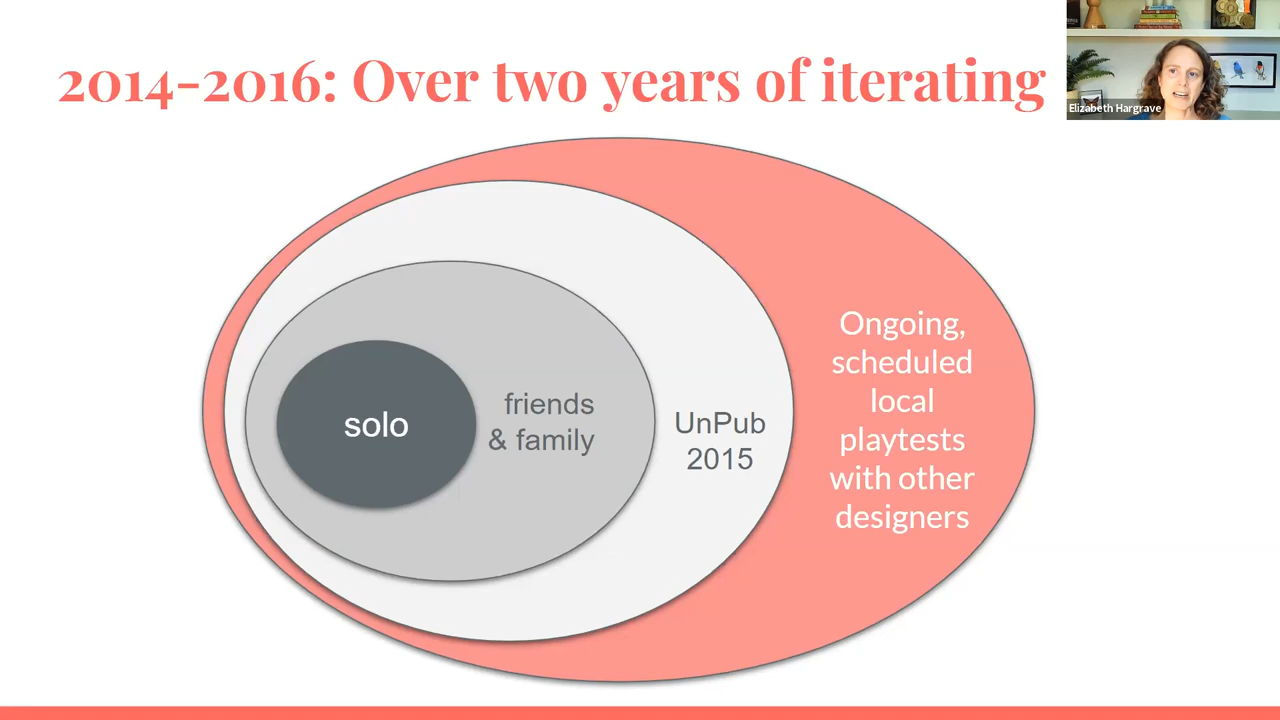 2014-2016: Over two years of iterating
Elizabeth Hargrave
solo
friends
& family
UnPub
2015
Ongoing,
scheduled
local
playtests
with other
designers